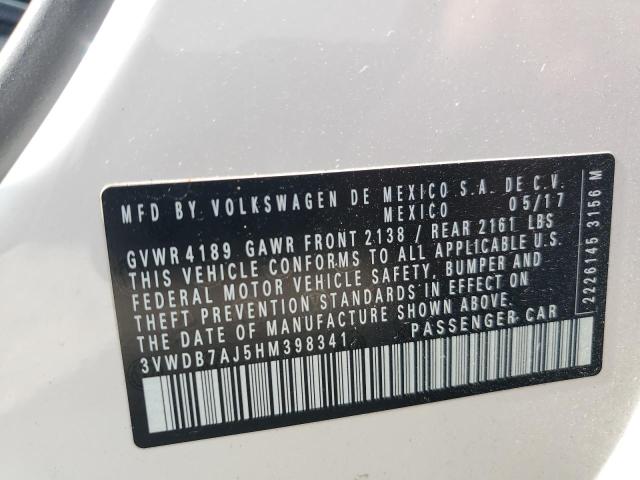 MFD BY VOLKSWAGEN DE MEXICO S.A. DE C.V.
MEXICO 05/17
GVWR 4189 GAWR FRONT 2138 / REAR 2161 LBS
THIS VEHICLE CONFORMS TO ALL APPLICABLE U.S.
FEDERAL MOTOR VEHICLE SAFETY, BUMPER AND
THEFT PREVENTION STANDARDS IN EFFECT ON
THE DATE OF MANUFACTURE SHOWN ABOVE.
3VWDB7AJ5HM398341 PASSENGER CAR
2226145 3156 M